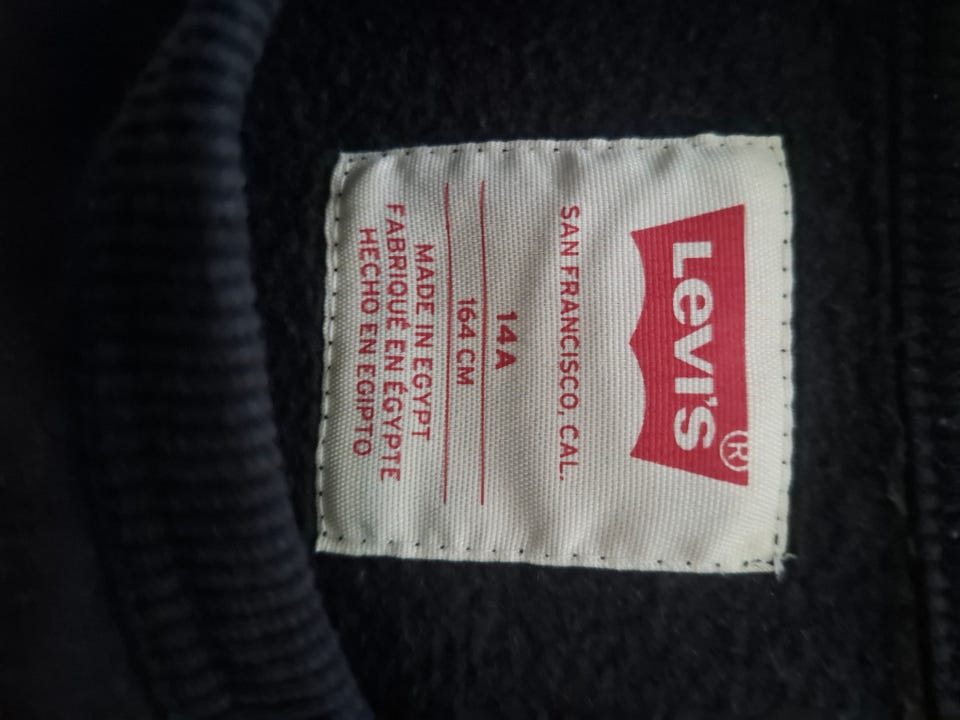 Levi's®
SAN FRANCISCO, CAL.
14A
164 CM
MADE IN EGYPT
FABRIQUÉ EN ÉGYPTE
HECHO EN EGIPTO